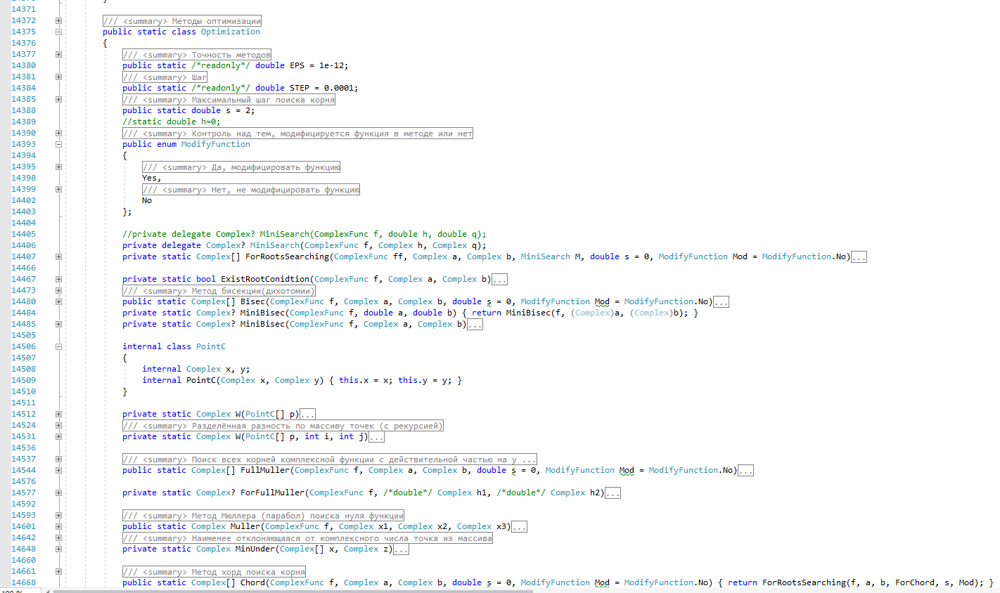 14371
14372 /// <summary> Методы оптимизации
14375 public static class Optimization
14376 {
14377 /// <summary> Точность методов
14380 public static /*readonly*/ double EPS = 1e-12;
14381 /// <summary> Шаг
14384 public static /*readonly*/ double STEP = 0.0001;
14385 /// <summary> Максимальный шаг поиска корня
14388 public static double s = 2;
14389 //static double h=0;
14390 /// <summary> Контроль над тем, модифицируется функция в методе или нет
14393 public enum ModifyFunction
14394 {
14395 /// <summary> Да, модифицировать функцию
14398 Yes,
14399 /// <summary> Нет, не модифицировать функцию
14402 No
14403 };
14404
14405 //private delegate Complex? MiniSearch(ComplexFunc f, double h, double q);
14406 private delegate Complex? MiniSearch(ComplexFunc f, Complex h, Complex q);
14407 private static Complex[] ForRootsSearching(ComplexFunc ff, Complex a, Complex b, MiniSearch M, double s = 0, ModifyFunction Mod = ModifyFunction.No)...
14466
14467 private static bool ExistRootConidtion(ComplexFunc f, Complex a, Complex b)...
14473 /// <summary> Метод бисекции(дихотомии)
14480 public static Complex[] Bisec(ComplexFunc f, Complex a, Complex b, double s = 0, ModifyFunction Mod = ModifyFunction.No)...
14484 private static Complex? MiniBisec(ComplexFunc f, double a, double b) { return MiniBisec(f, (Complex)a, (Complex)b); }
14485 private static Complex? MiniBisec(ComplexFunc f, Complex a, Complex b)...
14505
14506 internal class PointC
14507 {
14508 internal Complex x, y;
14509 internal PointC(Complex x, Complex y) { this.x = x; this.y = y; }
14510 }
14511
14512 private static Complex W(PointC[] p)...
14524 /// <summary> Разделённая разность по массиву точек (с рекурсией)
14531 private static Complex W(PointC[] p, int i, int j)...
14536
14537 /// <summary> Поиск всех корней комплексной функции с действительной частью на y ...
14544 public static Complex[] FullMuller(ComplexFunc f, Complex a, Complex b, double s = 0, ModifyFunction Mod = ModifyFunction.No)...
14576
14577 private static Complex? ForFullMuller(ComplexFunc f, /*double*/ Complex h1, /*double*/ Complex h2)...
14592
14593 /// <summary> Метод Мюллера (парабол) поиска нуля функции
14601 public static Complex Muller(ComplexFunc f, Complex x1, Complex x2, Complex x3)...
14642 /// <summary> Наименее отклоняющаяся от комплексного числа точка из массива
14648 private static Complex MinUnder(Complex[] x, Complex z)...
14660
14661 /// <summary> Метод хорд поиска корня
14668 public static Complex[] Chord(ComplexFunc f, Complex a, Complex b, double s = 0, ModifyFunction Mod = ModifyFunction.No) { return ForRootsSearching(f, a, b, ForChord, s, Mod); }